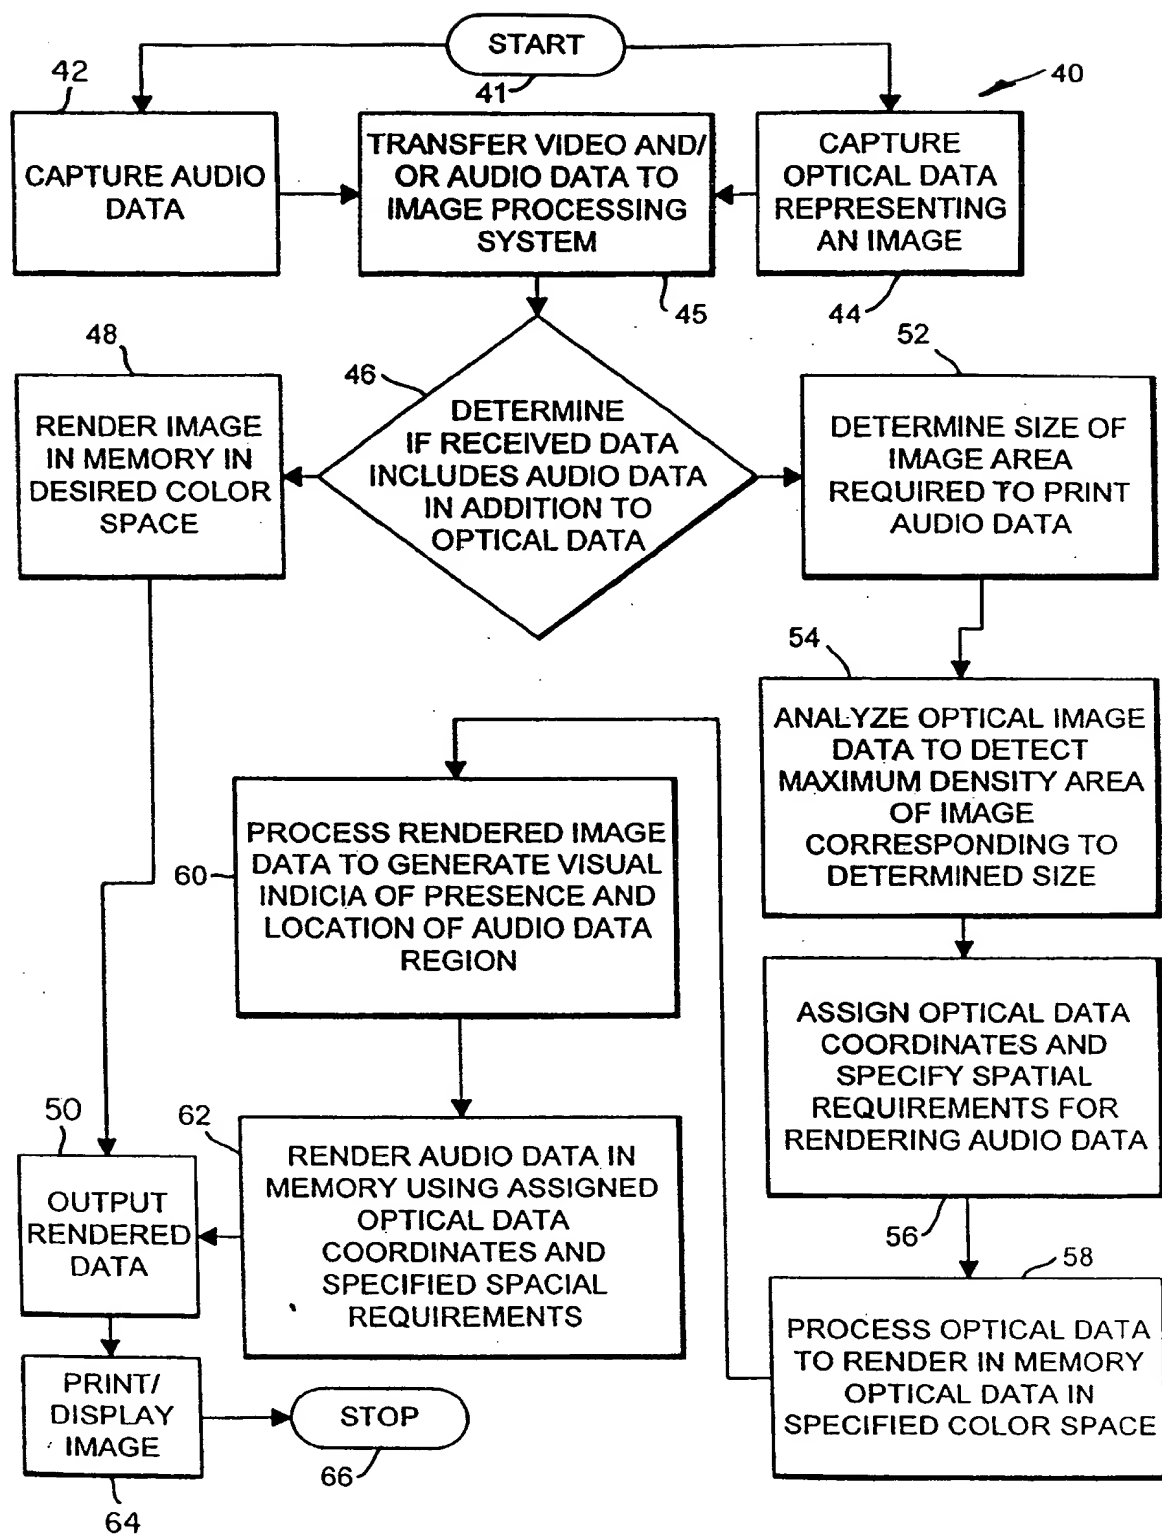 START
41
42
40
CAPTURE AUDIO
DATA
TRANSFER VIDEO AND/
OR AUDIO DATA TO
IMAGE PROCESSING
SYSTEM
45
CAPTURE
OPTICAL DATA
REPRESENTING
AN IMAGE
44
48
RENDER IMAGE
IN MEMORY IN
DESIRED COLOR
SPACE
46
DETERMINE
IF RECEIVED DATA
INCLUDES AUDIO DATA
IN ADDITION TO
OPTICAL DATA
52
DETERMINE SIZE OF
IMAGE AREA
REQUIRED TO PRINT
AUDIO DATA
54
ANALYZE OPTICAL IMAGE
DATA TO DETECT
MAXIMUM DENSITY AREA
OF IMAGE
CORRESPONDING TO
DETERMINED SIZE
60
PROCESS RENDERED IMAGE
DATA TO GENERATE VISUAL
INDICIA OF PRESENCE AND
LOCATION OF AUDIO DATA
REGION
ASSIGN OPTICAL DATA
COORDINATES AND
SPECIFY SPATIAL
REQUIREMENTS FOR
RENDERING AUDIO DATA
56
50
OUTPUT
RENDERED
DATA
62
RENDER AUDIO DATA IN
MEMORY USING ASSIGNED
OPTICAL DATA
COORDINATES AND
SPECIFIED SPACIAL
REQUIREMENTS
58
PROCESS OPTICAL DATA
TO RENDER IN MEMORY
OPTICAL DATA IN
SPECIFIED COLOR SPACE
PRINT/
DISPLAY
IMAGE
64
STOP
66